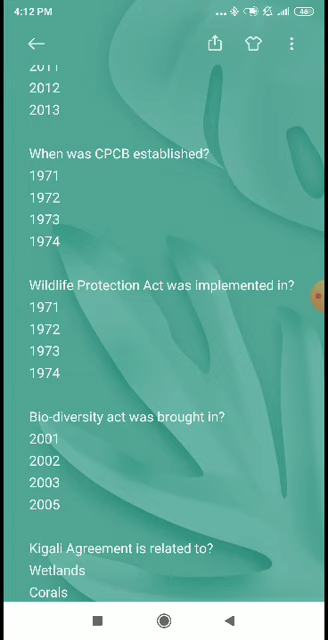 4:12 PM
... 48
2011
2012
2013
When was CPCB established?
1971
1972
1973
1974
Wildlife Protection Act was implemented in?
1971
1972
1973
1974
Bio-diversity act was brought in?
2001
2002
2003
2005
Kigali Agreement is related to?
Wetlands
Corals